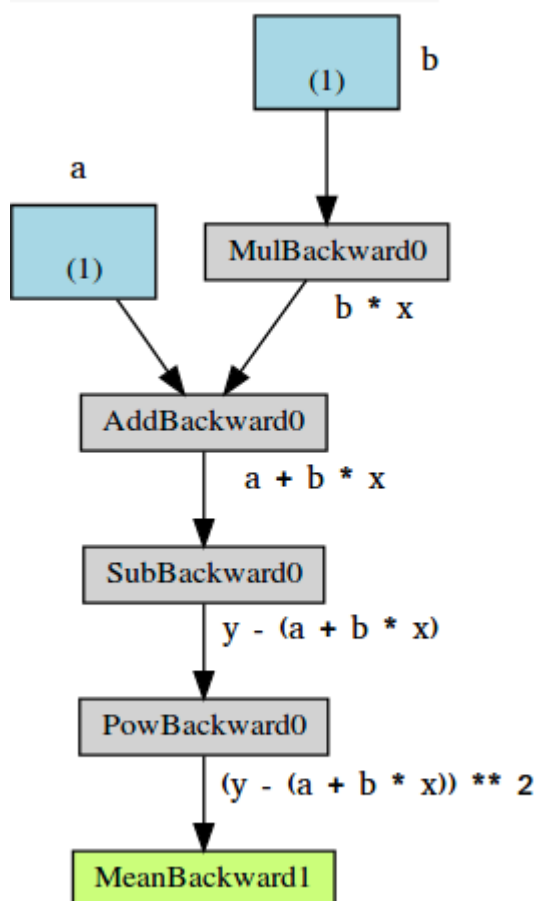 b
(1)
a
(1)
MulBackward0
b * x
AddBackward0
a + b * x
SubBackward0
y - (a + b * x)
PowBackward0
(y - (a + b * x)) ** 2
MeanBackward1